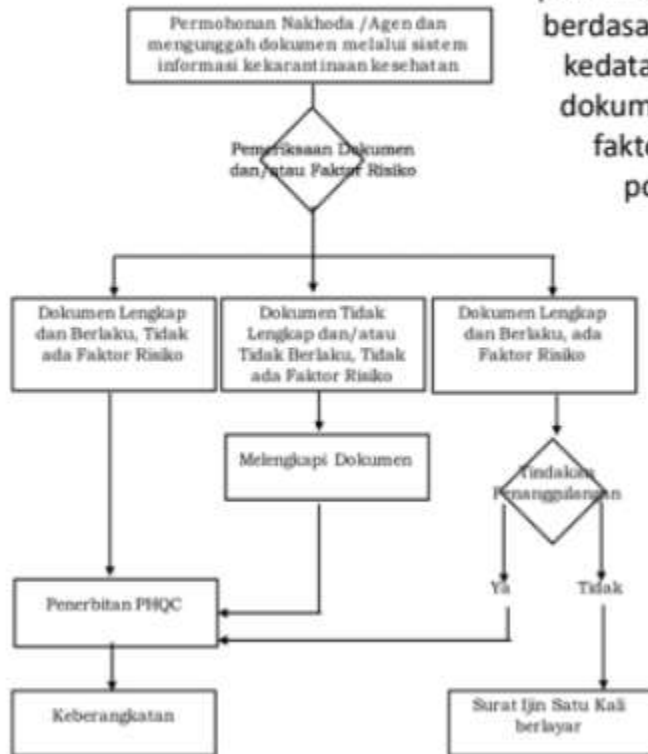 Permohonan Nakhoda /Agen dan
mengunggah dokumen melalui sistem
informasi kekarantinaan kesehatan
berdasa
kedata
dokum
fakto
po
Pemeriksaan Dokumen
dan/atau Faktor Risiko
Dokumen Lengkap
dan Berlaku, Tidak
ada Faktor Risiko
Dokumen Tidak
Lengkap dan/atau
Tidak Berlaku, Tidak
ada Faktor Risiko
Dokumen Lengkap
dan Berlaku, ada
Faktor Risiko
Melengkapi Dokumen
Tindakan
Penanggulangan
Ya
Tidak
Penerbitan PHQC
Keberangkatan
Surat Ijin Satu Kali
berlayar